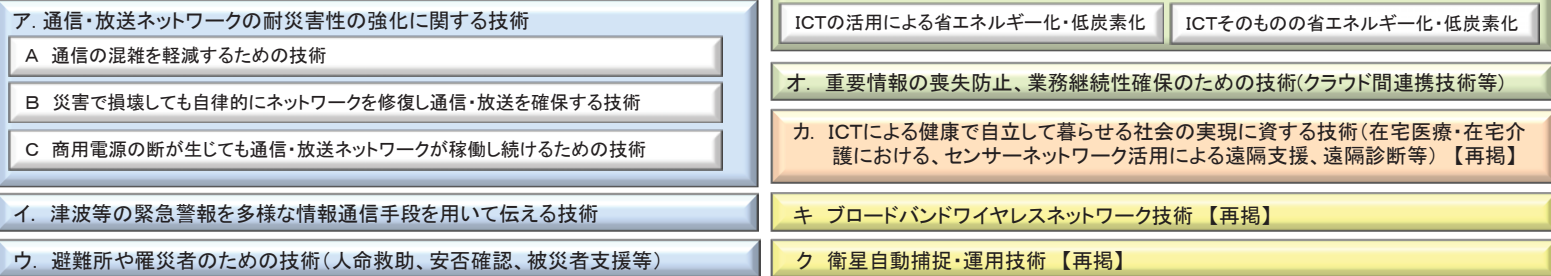 ア. 通信・放送ネットワークの耐災害性の強化に関する技術
A 通信の混雑を軽減するための技術
B 災害で損壊しても自律的にネットワークを修復し通信・放送を確保する技術
C 商用電源の断が生じても通信・放送ネットワークが稼働し続けるための技術
イ. 津波等の緊急警報を多様な情報通信手段を用いて伝える技術
ウ. 避難所や罹災者のための技術(人命救助、安否確認、被災者支援等)
ICTの活用による省エネルギー化・低炭素化
ICTそのものの省エネルギー化・低炭素化
オ. 重要情報の喪失防止、業務継続性確保のための技術(クラウド間連携技術等)
カ. ICTによる健康で自立して暮らせる社会の実現に資する技術(在宅医療・在宅介
護における、センサーネットワーク活用による遠隔支援、遠隔診断等) 【再掲】
キ ブロードバンドワイヤレスネットワーク技術 【再掲】
ク 衛星自動捕捉・運用技術 【再掲】